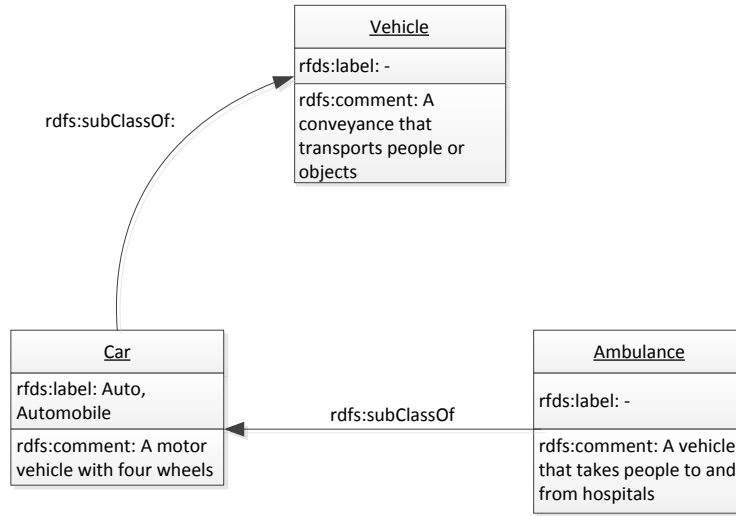 Vehicle
rfds:label: -
rdfs:comment: A
conveyance that
transports people or
objects
rdfs:subClassOf:
Car
rfds:label: Auto,
Automobile
rdfs:comment: A motor
vehicle with four wheels
rdfs:subClassOf
Ambulance
rfds:label: -
rdfs:comment: A vehicle
that takes people to and
from hospitals